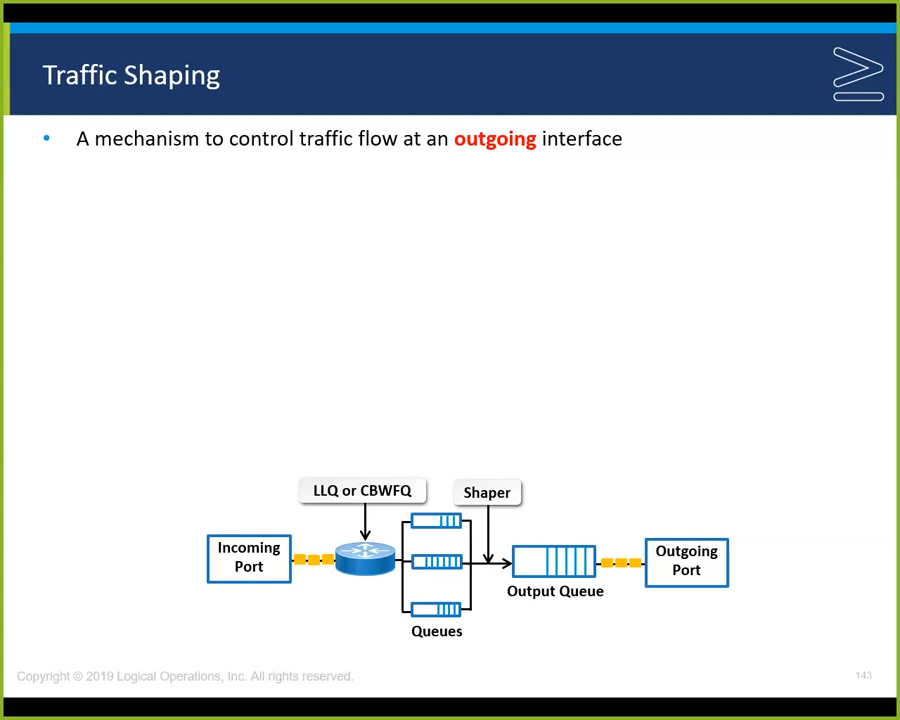 Traffic Shaping
• A mechanism to control traffic flow at an outgoing interface
LLQ or CBWFQ
Shaper
Incoming
Port
Outgoing
Port
Output Queue
Queues
Copyright © 2019 Logical Operations, Inc. All rights reserved.
143